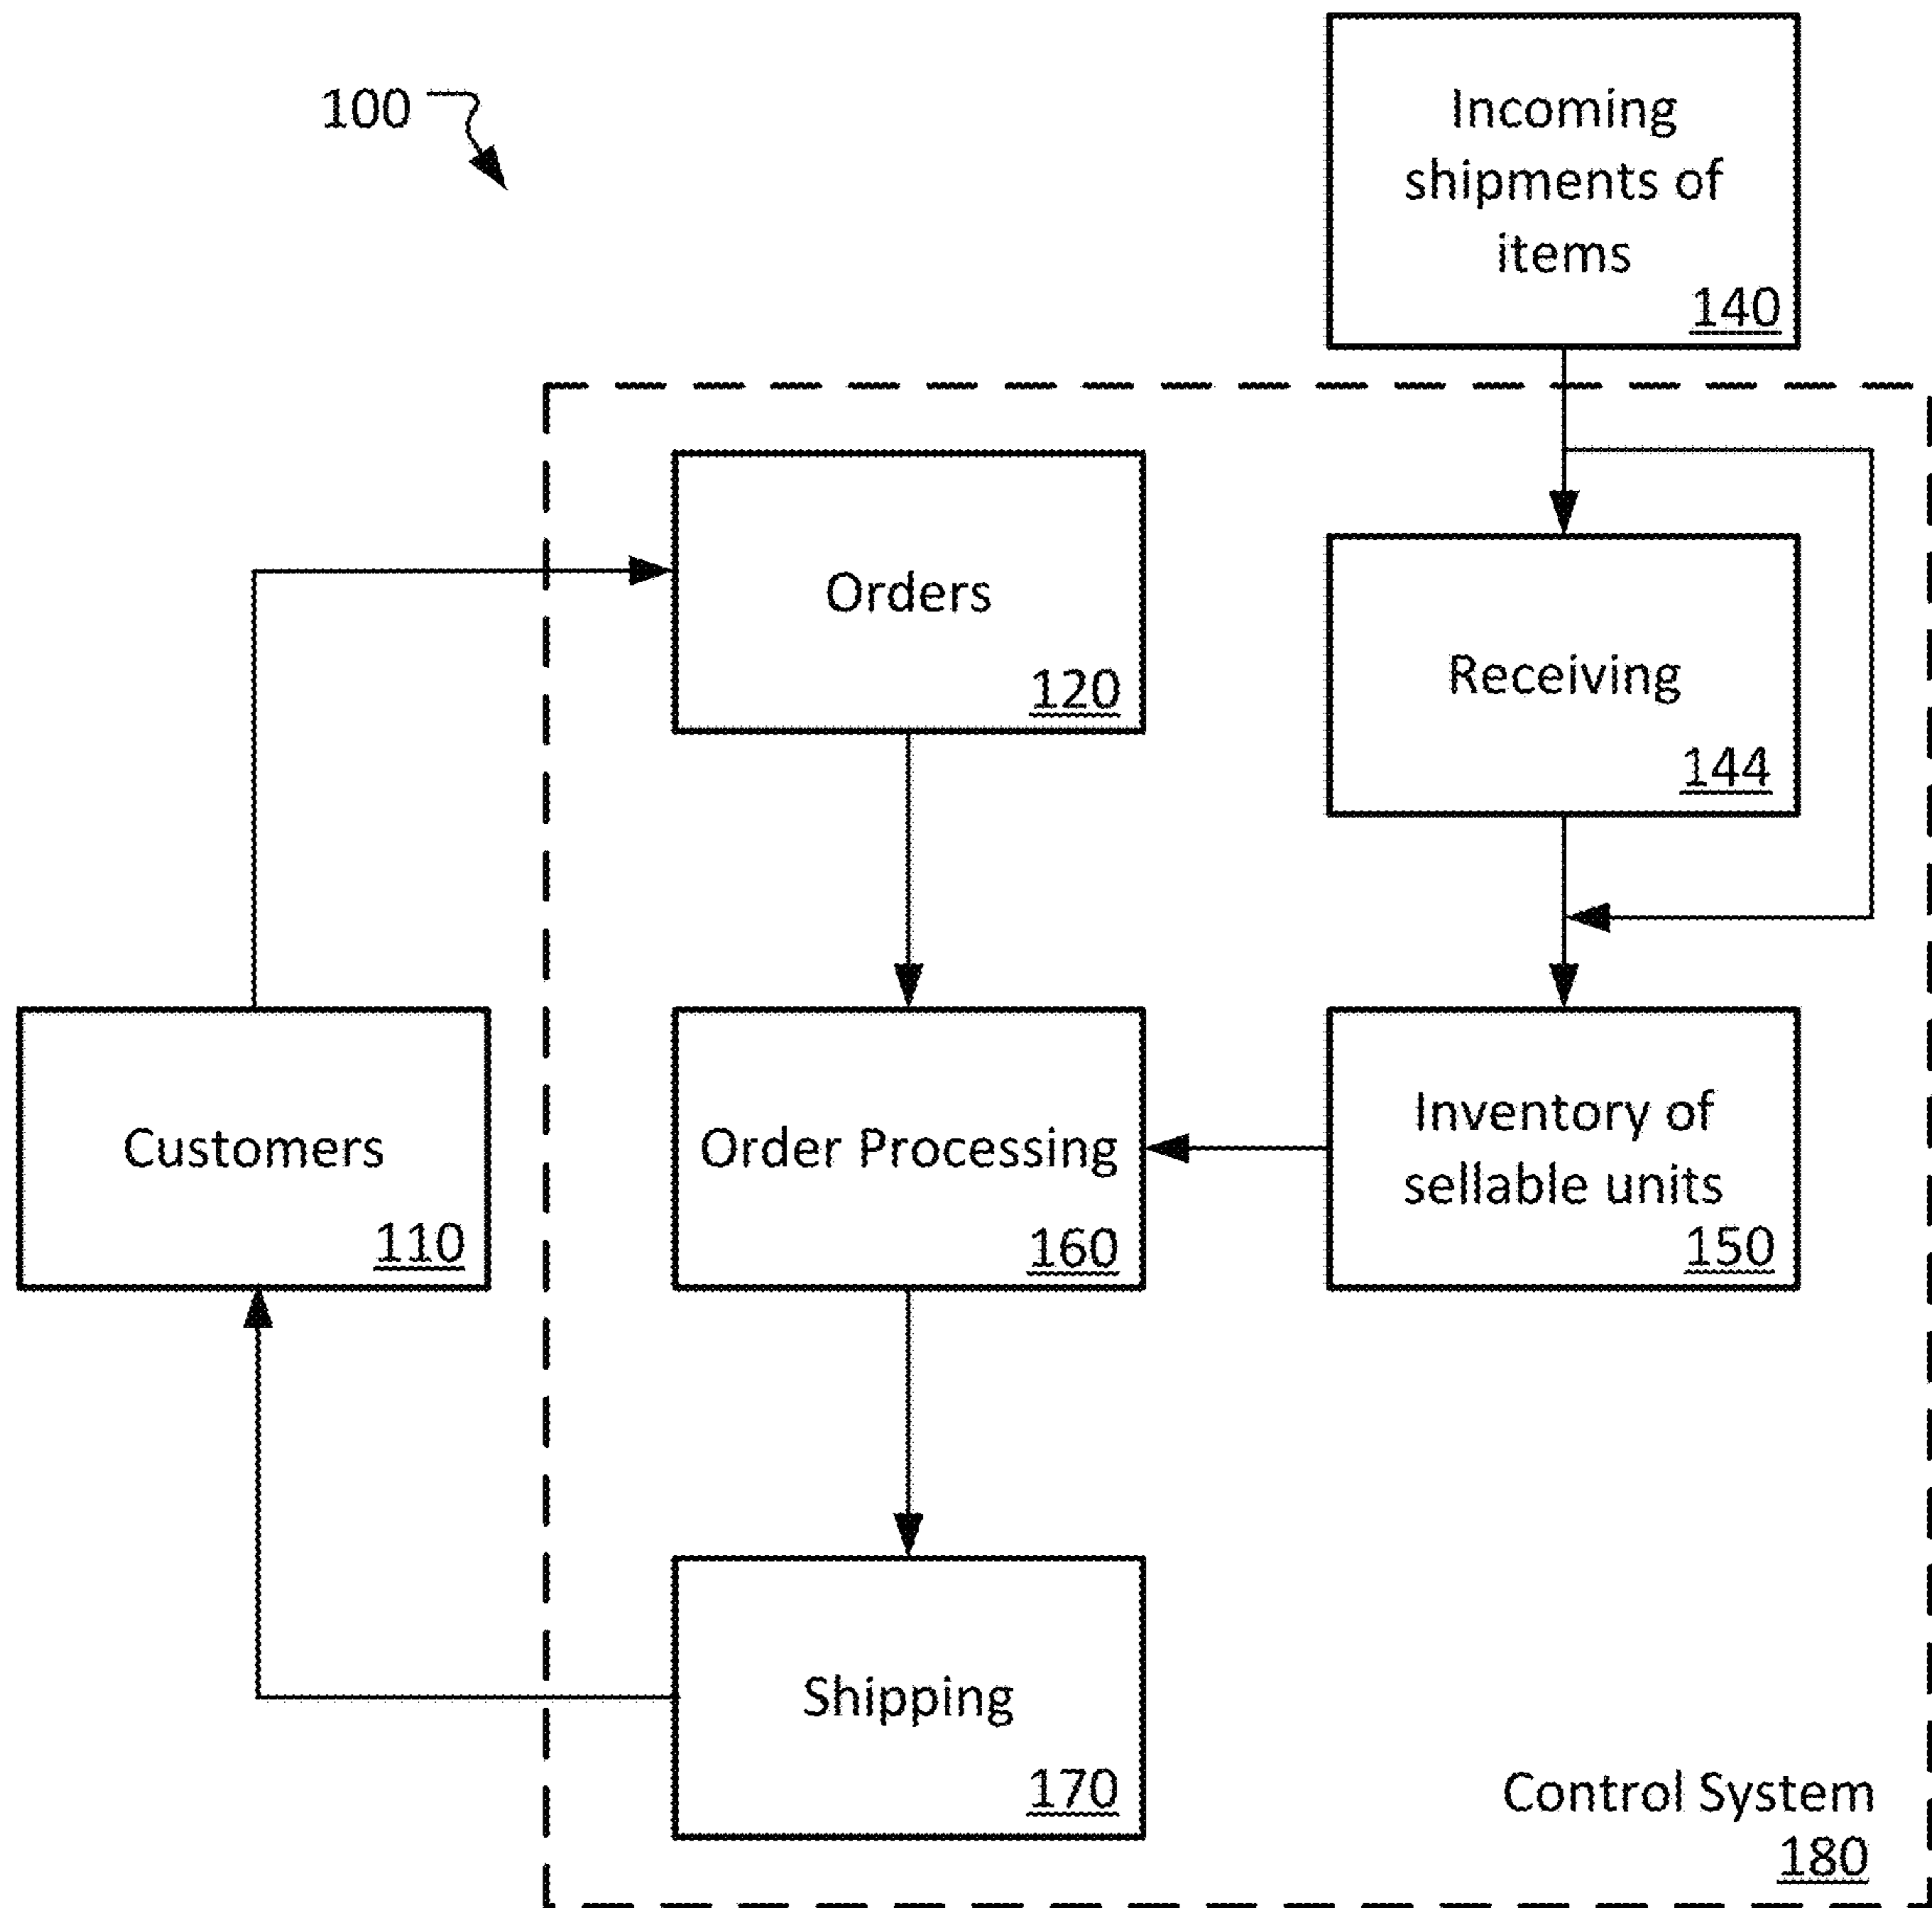 100
Incoming
shipments of
items
140
Orders
120
Receiving
144
Customers
110
Order Processing
160
Inventory of
sellable units
150
Shipping
170
Control System
180